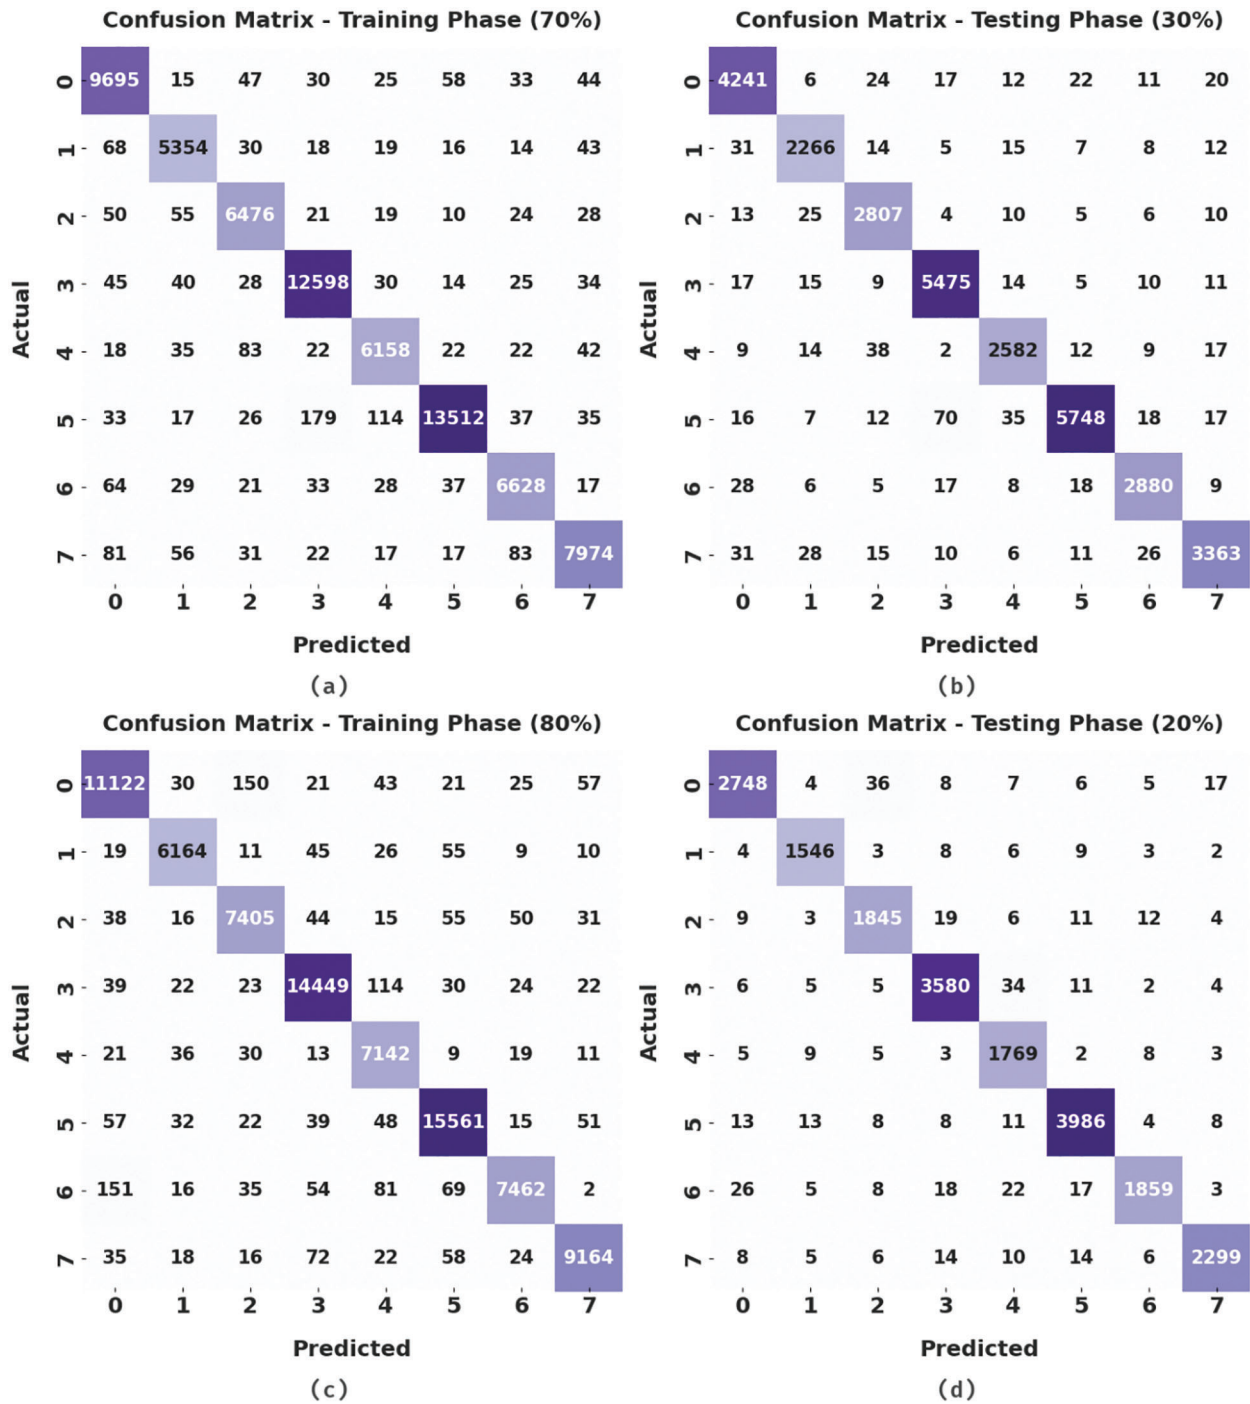 Confusion Matrix - Training Phase (70%)
Confusion Matrix - Testing Phase (30%)
0 9695 15 47 30 25 58 33 44
1 68 5354 30 18 19 16 14 43
2 50 55 6476 21 19 10 24 28
3 45 40 28 12598 30 14 25 34
4 18 35 83 22 6158 22 22 42
5 33 17 26 179 114 13512 37 35
6 64 29 21 33 28 37 6628 17
7 81 56 31 22 17 17 83 7974
0 1 2 3 4 5 6 7
Actual
Predicted
(a)
0 4241 6 24 17 12 22 11 20
1 31 2266 14 5 15 7 8 12
2 13 25 2807 4 10 5 6 10
3 17 15 9 5475 14 5 10 11
4 9 14 38 2 2582 12 9 17
5 16 7 12 70 35 5748 18 17
6 28 6 5 17 8 18 2880 9
7 31 28 15 10 6 11 26 3363
0 1 2 3 4 5 6 7
Actual
Predicted
(b)
Confusion Matrix - Training Phase (80%)
Confusion Matrix - Testing Phase (20%)
0 11122 30 150 21 43 21 25 57
1 19 6164 11 45 26 55 9 10
2 38 16 7405 44 15 55 50 31
3 39 22 23 14449 114 30 24 22
4 21 36 30 13 7142 9 19 11
5 57 32 22 39 48 15561 15 51
6 151 16 35 54 81 69 7462 2
7 35 18 16 72 22 58 24 9164
0 1 2 3 4 5 6 7
Actual
Predicted
(c)
0 2748 4 36 8 7 6 5 17
1 4 1546 3 8 6 9 3 2
2 9 3 1845 19 6 11 12 4
3 6 5 5 3580 34 11 2 4
4 5 9 5 3 1769 2 8 3
5 13 13 8 8 11 3986 4 8
6 26 5 8 18 22 17 1859 3
7 8 5 6 14 10 14 6 2299
0 1 2 3 4 5 6 7
Actual
Predicted
(d)